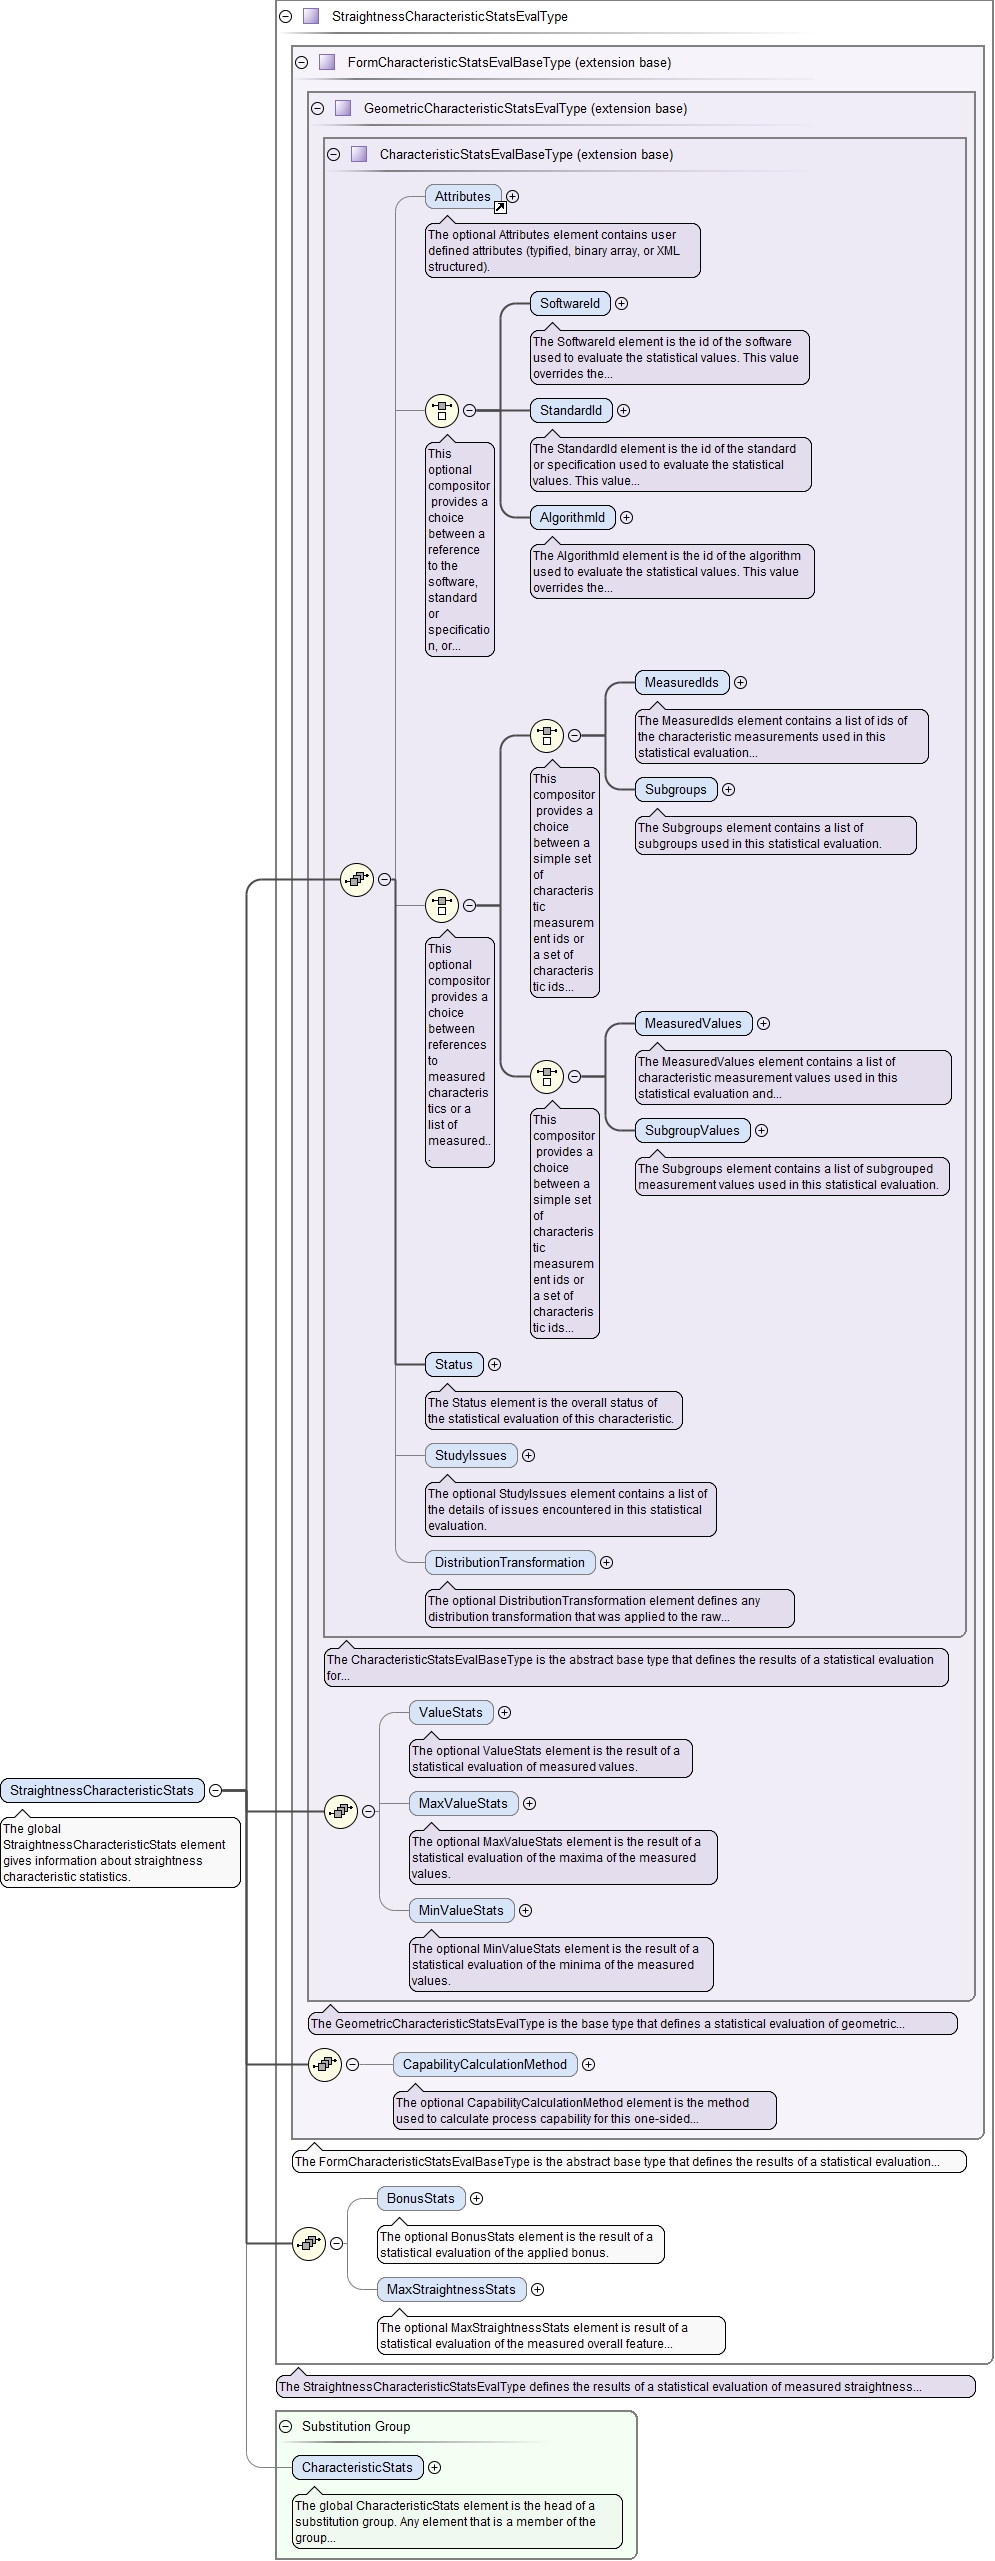 StraightnessCharacteristicStatsEvalType
FormCharacteristicStatsEvalBaseType (extension base)
GeometricCharacteristicStatsEvalType (extension base)
CharacteristicStatsEvalBaseType (extension base)
Attributes
The optional Attributes element contains user
defined attributes (typified, binary array, or XML
structured).
SoftwareId
The SoftwareId element is the id of the software
used to evaluate the statistical values. This value
overrides the...
StandardId
The StandardId element is the id of the standard
or specification used to evaluate the statistical
values. This value...
AlgorithmId
The AlgorithmId element is the id of the algorithm
used to evaluate the statistical values. This value
overrides the...
This
optional
compositor
provides a
choice
between a
reference
to the
software,
standard
or
specificatio
n, or...
MeasuredIds
The MeasuredIds element contains a list of ids of
the characteristic measurements used in this
statistical evaluation...
Subgroups
The Subgroups element contains a list of
subgroups used in this statistical evaluation.
This
compositor
provides a
choice
between a
simple set
of
characteris
tic
measurem
ent ids or
a set of
characteris
tic ids...
This
optional
compositor
provides a
choice
between
references
to
measured
characteris
tics or a
list of
measured..
.
MeasuredValues
The MeasuredValues element contains a list of
characteristic measurement values used in this
statistical evaluation and...
SubgroupValues
The Subgroups element contains a list of subgrouped
measurement values used in this statistical evaluation.
This
compositor
provides a
choice
between a
simple set
of
characteris
tic
measurem
ent ids or
a set of
characteris
tic ids...
Status
The Status element is the overall status of
the statistical evaluation of this characteristic.
StudyIssues
The optional StudyIssues element contains a list of
the details of issues encountered in this statistical
evaluation.
DistributionTransformation
The optional DistributionTransformation element defines any
distribution transformation that was applied to the raw...
The CharacteristicStatsEvalBaseType is the abstract base type that defines the results of a statistical evaluation
for...
ValueStats
The optional ValueStats element is the result of a
statistical evaluation of measured values.
StraightnessCharacteristicStats
The global
StraightnessCharacteristicStats element
gives information about straightness
characteristic statistics.
MaxValueStats
The optional MaxValueStats element is the result of a
statistical evaluation of the maxima of the measured
values.
MinValueStats
The optional MinValueStats element is the result of a
statistical evaluation of the minima of the measured
values.
The GeometricCharacteristicStatsEvalType is the base type that defines a statistical evaluation of geometric...
CapabilityCalculationMethod
The optional CapabilityCalculationMethod element is the method
used to calculate process capability for this one-sided...
The FormCharacteristicStatsEvalBaseType is the abstract base type that defines the results of a statistical evaluation...
BonusStats
The optional BonusStats element is the result of a
statistical evaluation of the applied bonus.
MaxStraightnessStats
The optional MaxStraightnessStats element is result of a
statistical evaluation of the measured overall feature...
The StraightnessCharacteristicStatsEvalType defines the results of a statistical evaluation of measured straightness...
Substitution Group
CharacteristicStats
The global CharacteristicStats element is the head of a
substitution group. Any element that is a member of the
group...